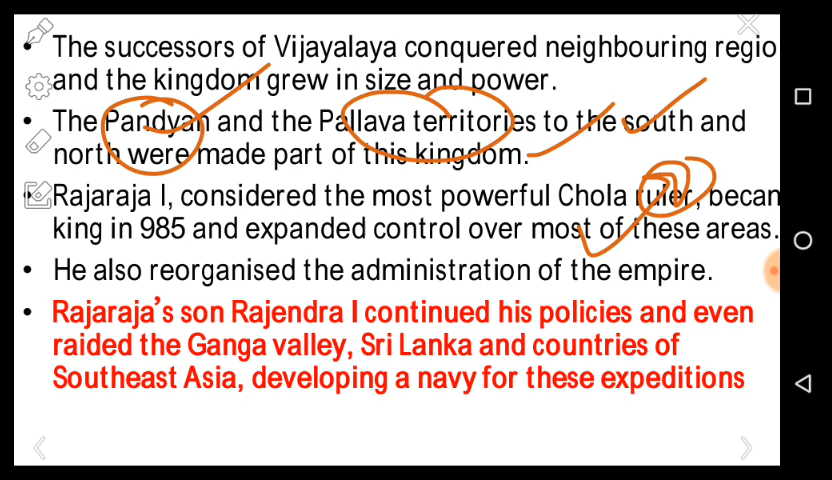 • The successors of Vijayalaya conquered neighbouring regio
and the kingdom grew in size and power.
• The Pandyan and the Pallava territories to the south and
north were made part of this kingdom.
• Rajaraja I, considered the most powerful Chola ruler, becam
king in 985 and expanded control over most of these areas.
• He also reorganised the administration of the empire.
• Rajaraja's son Rajendra I continued his policies and even
raided the Ganga valley, Sri Lanka and countries of
Southeast Asia, developing a navy for these expeditions